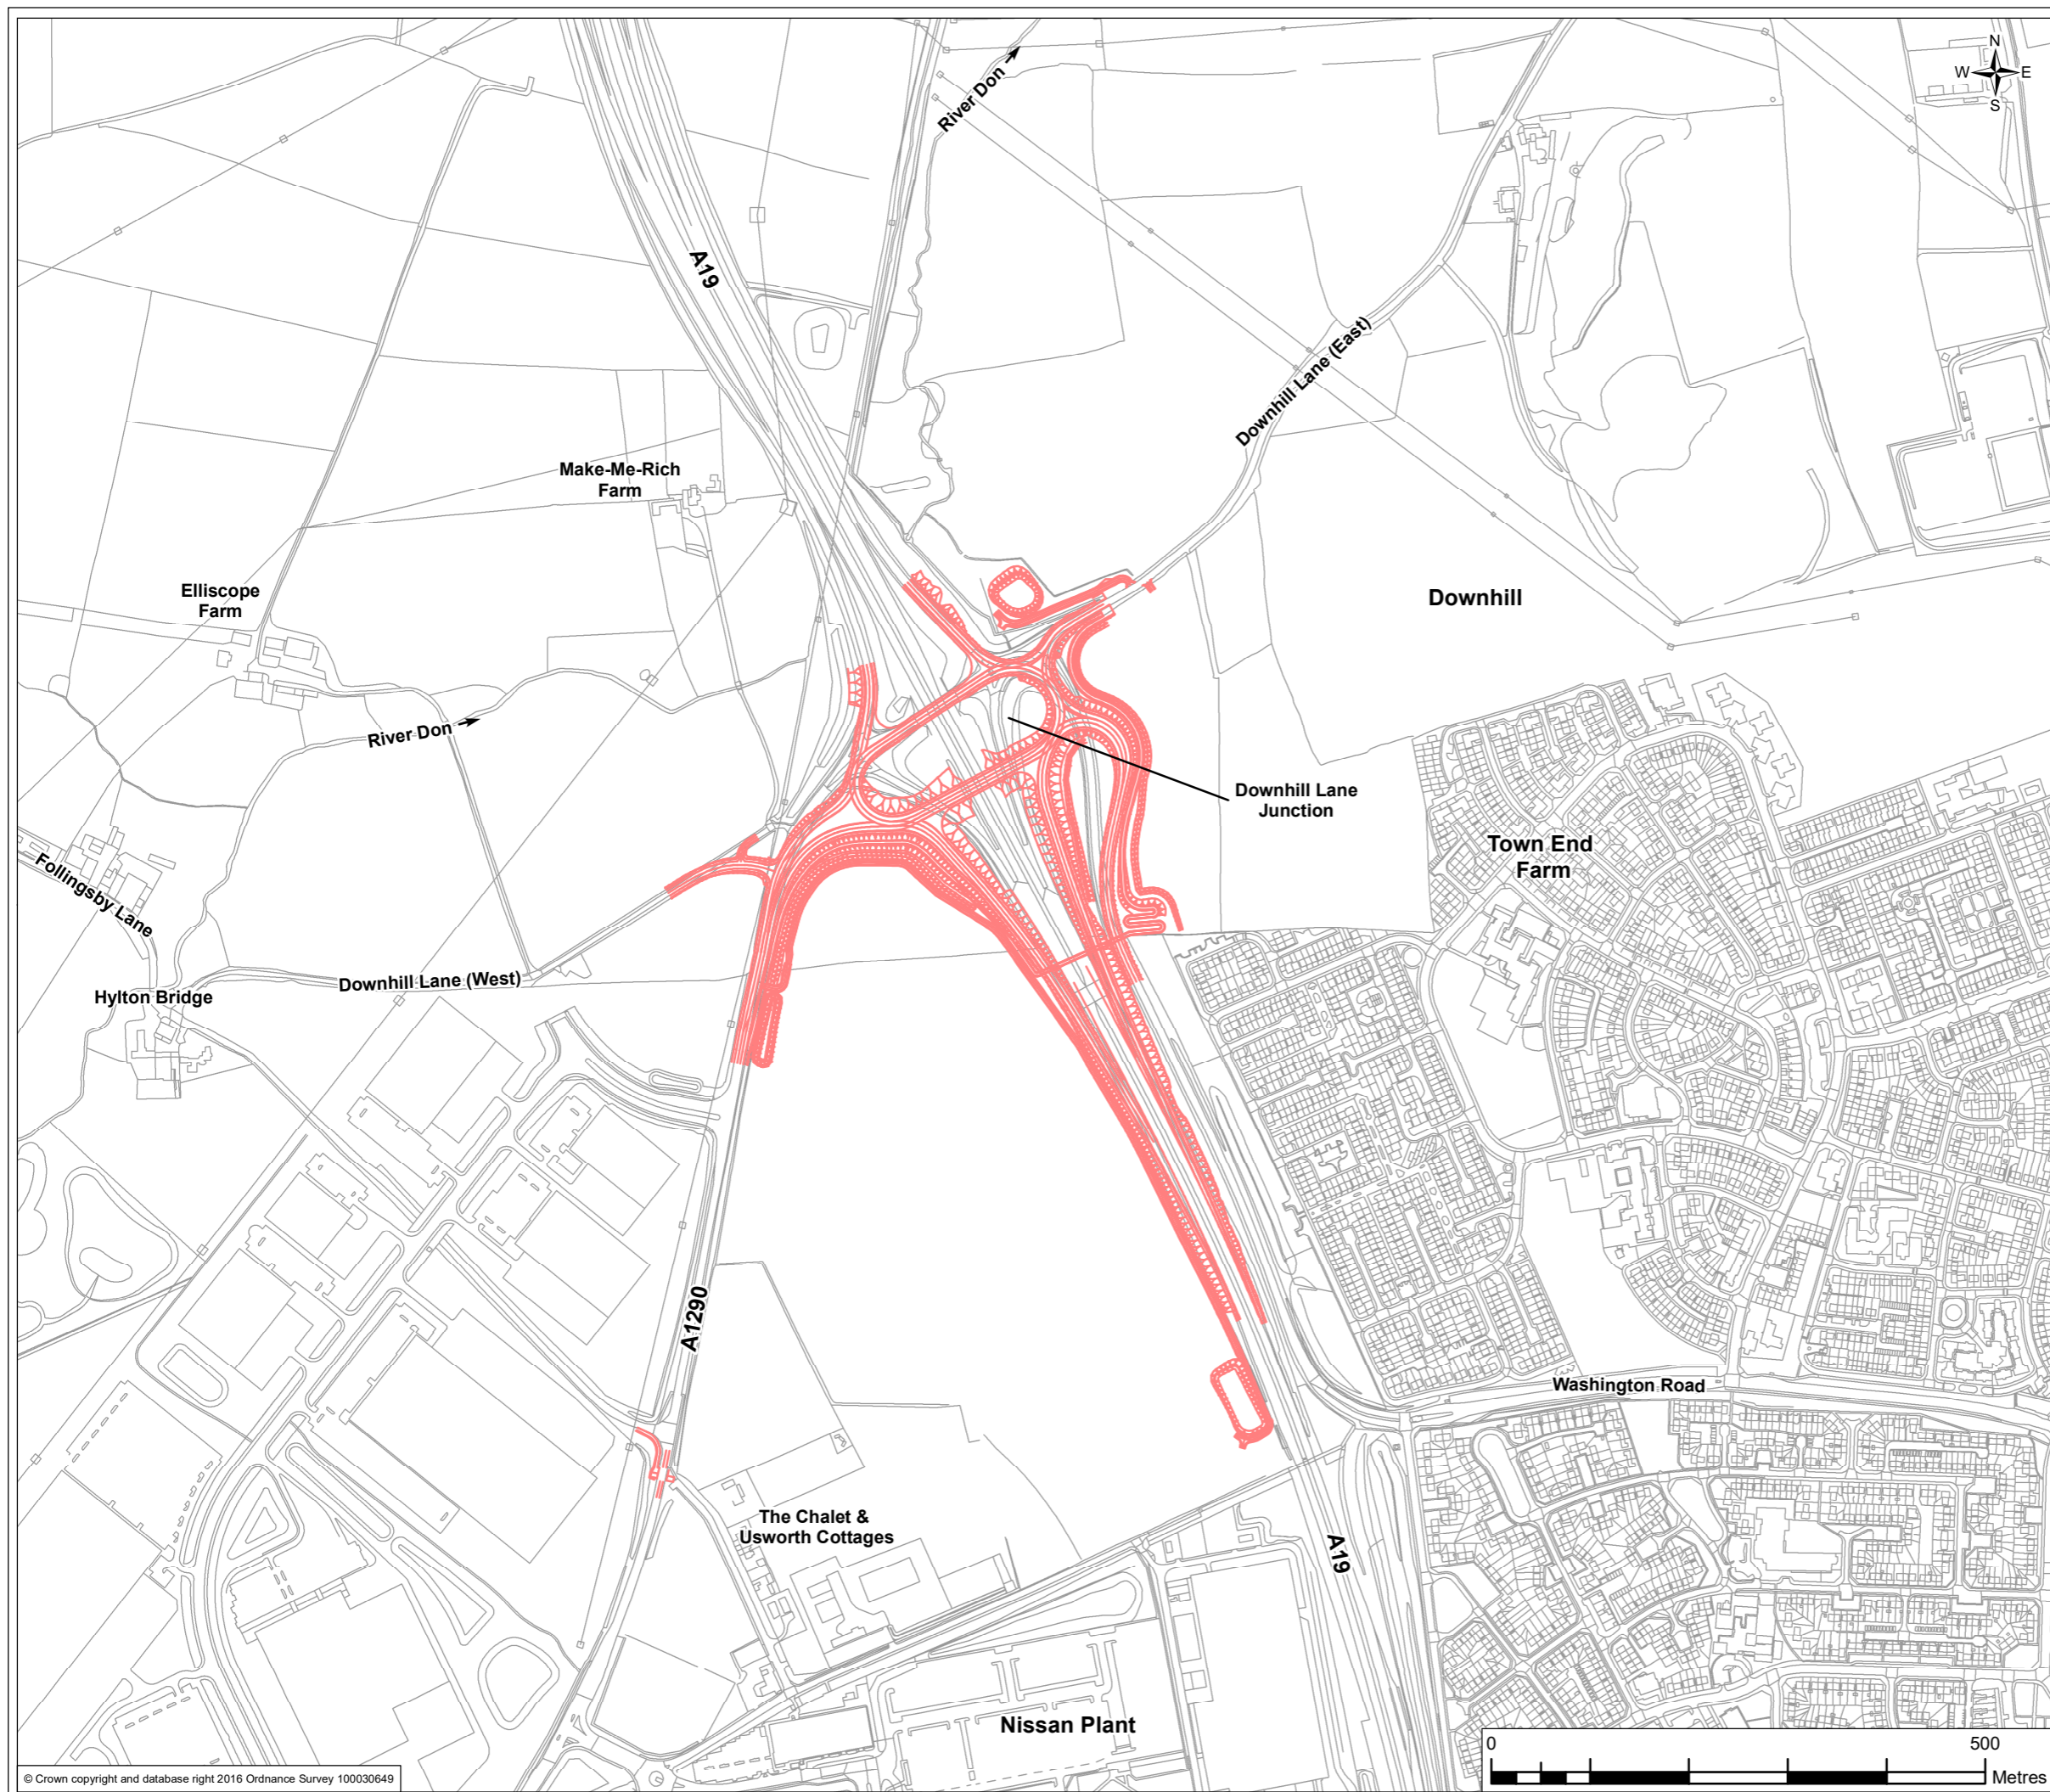 N
W E
S
River Don
A19
Downhill Lane (East)
Make-Me-Rich
Farm
Elliscope
Farm
Downhill
River Don
Downhill Lane
Junction
Town End
Farm
Follingsby Lane
Downhill Lane (West)
Hylton Bridge
A1290
Washington Road
The Chalet &
Usworth Cottages
A19
Nissan Plant
0 500
Metres
© Crown copyright and database right 2016 Ordnance Survey 100030649